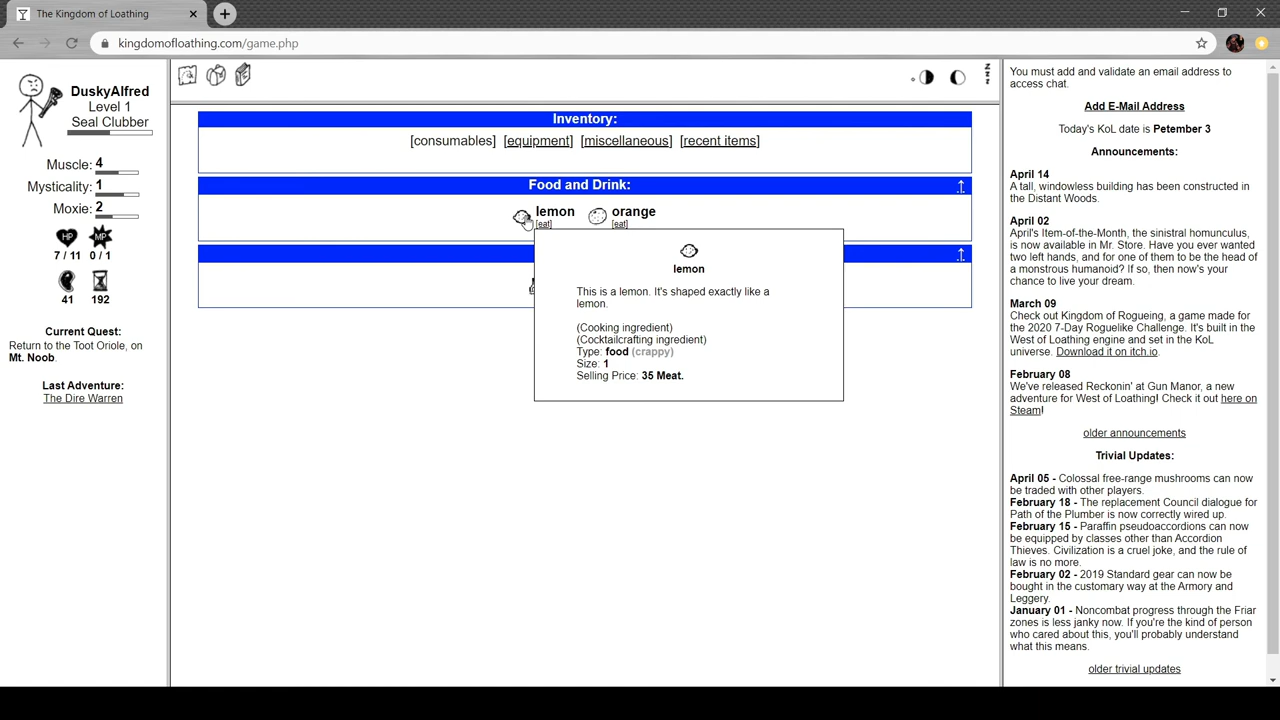 The Kingdom of Loathing
kingdomofloathing.com/game.php
DuskyAlfred
Level 1
Seal Clubber
Muscle: 4
Mysticality: 1
Moxie: 2
HP
MP
7 / 11
0 / 1
41
192
Current Quest:
Return to the Toot Oriole, on
Mt. Noob.
Last Adventure:
The Dire Warren
z
z
z
Inventory:
[consumables] [equipment] [miscellaneous] [recent items]
Food and Drink:
lemon
[eat]
orange
[eat]
lemon
This is a lemon. It's shaped exactly like a
lemon.
(Cooking ingredient)
(Cocktailcrafting ingredient)
Type: food (crappy)
Size: 1
Selling Price: 35 Meat.
You must add and validate an email address to
access chat.
Add E-Mail Address
Today's KoL date is Petember 3
Announcements:
April 14
A tall, windowless building has been constructed in
the Distant Woods.
April 02
April's Item-of-the-Month, the sinistral homunculus,
is now available in Mr. Store. Have you ever wanted
two left hands, and for one of them to be the head of
a monstrous humanoid? If so, then now's your
chance to live your dream.
March 09
Check out Kingdom of Rogueing, a game made for
the 2020 7-Day Roguelike Challenge. It's built in the
West of Loathing engine and set in the KoL
universe. Download it on itch.io.
February 08
We've released Reckonin' at Gun Manor, a new
adventure for West of Loathing! Check it out here on
Steam!
older announcements
Trivial Updates:
April 05 - Colossal free-range mushrooms can now
be traded with other players.
February 18 - The replacement Council dialogue for
Path of the Plumber is now correctly wired up.
February 15 - Paraffin pseudoaccordions can now
be equipped by classes other than Accordion
Thieves. Civilization is a cruel joke, and the rule of
law is no more.
February 02 - 2019 Standard gear can now be
bought in the customary way at the Armory and
Leggery.
January 01 - Noncombat progress through the Friar
zones is less janky now. If you're the kind of person
who cared about this, you'll probably understand
what this means.
older trivial updates